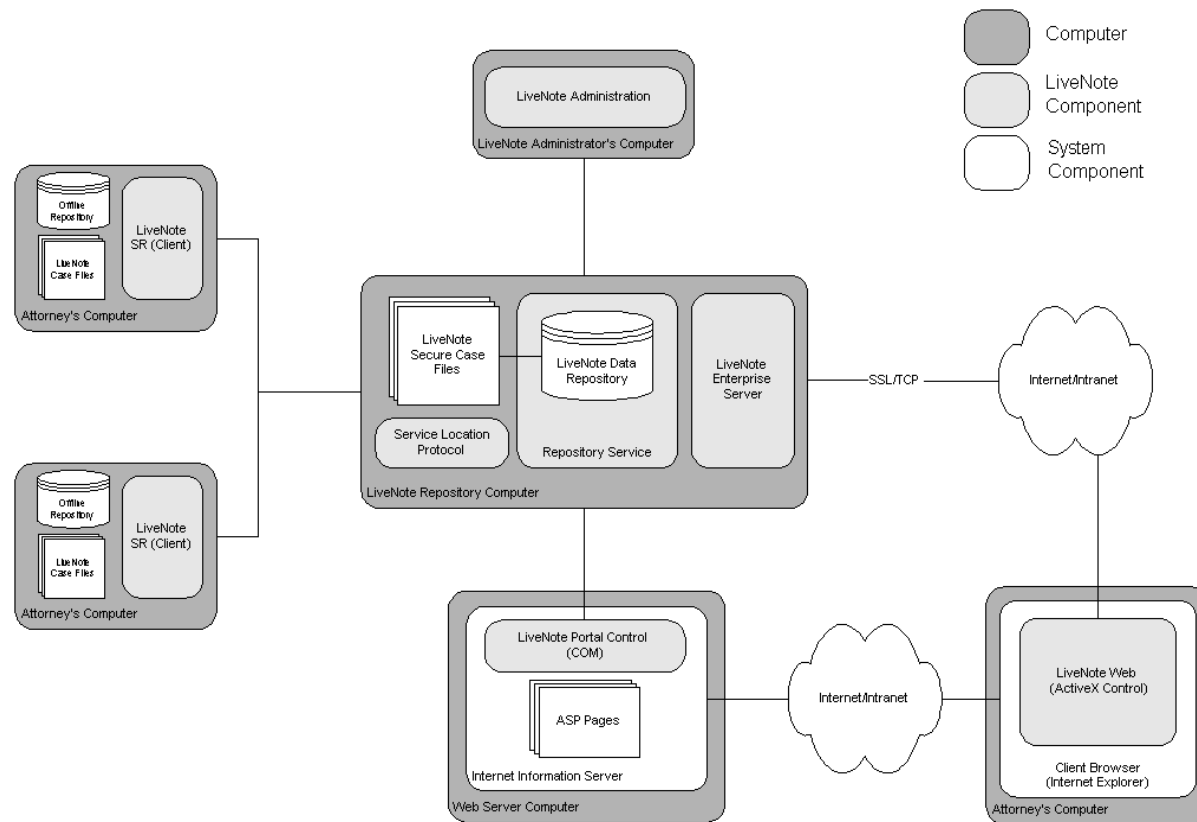 Computer
LiveNote
Component
System
Component
LiveNote Administration
LiveNote Administrator's Computer
Offline
Repository
LiveNote
Case Files
LiveNote
SR (Client)
Attorney's Computer
LiveNote
Secure Case
Files
LiveNote Data
Repository
LiveNote
Enterprise
Server
Service Location
Protocol
Repository Service
LiveNote Repository Computer
SSL/TCP
Internet/Intranet
Offline
Repository
LiveNote
Case Files
LiveNote
SR (Client)
Attorney's Computer
LiveNote Portal Control
(COM)
ASP Pages
Internet Information Server
Web Server Computer
Internet/Intranet
LiveNote Web
(ActiveX Control)
Client Browser
(Internet Explorer)
Attorney's Computer